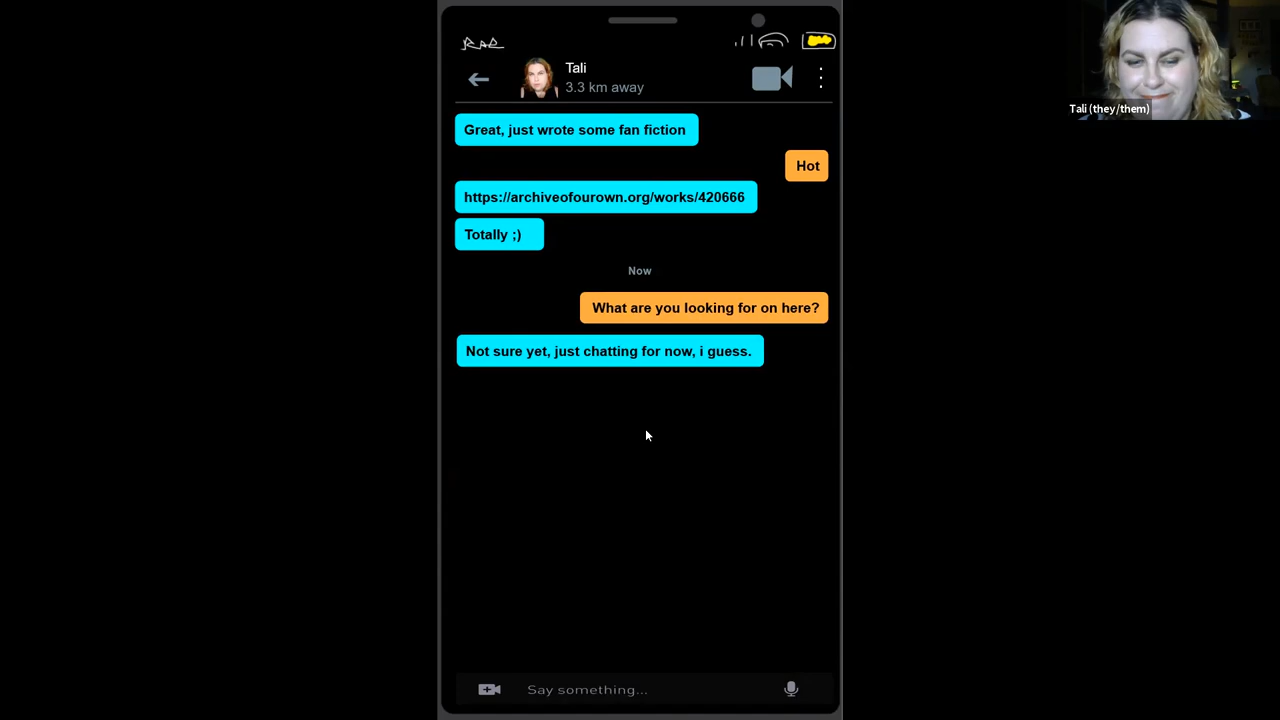 RAR
Tali
3.3 km away
Great, just wrote some fan fiction
Hot
https://archiveofourown.org/works/420666
Totally ;)
Now
What are you looking for on here?
Not sure yet, just chatting for now, i guess.
Say something...
Tali (they/them)